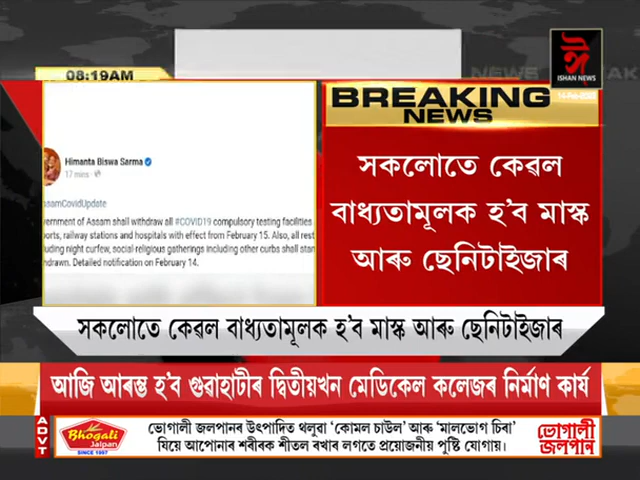 ISHAN NEWS
08:19AM
BREAKING
NEWS
Himanta Biswa Sarma
17 mins
ssamCovidUpdate
vernment of Assam shall withdraw all #COVID19 compulsory testing facilities
orts, railway stations and hospitals with effect from February 15. Also, all rest
luding night curfew, social-religious gatherings including other curbs shall stan
hdrawn. Detailed notification on February 14.
সকলোতে কেৱল
বাধ্যতামূলক হ'ব মাস্ক
আৰু ছেনিটাইজাৰ
সকলোতে কেৱল বাধ্যতামূলক হ'ব মাস্ক আৰু ছেনিটাইজাৰ
আজি আৰম্ভ হ'ব গুৱাহাটীৰ দ্বিতীয়খন মেডিকেল কলেজৰ নিৰ্মাণ কাৰ্য
ADVT
Bhogali
Jalpan
SINCE 1997
ভোগালী জলপানৰ উৎপাদিত থলুৱা 'কোমল চাউল' আৰু 'মালভোগ চিৰা'
যিয়ে আপোনাৰ শৰীৰক শীতল ৰখাৰ লগতে প্ৰয়োজনীয় পুষ্টি যোগায়।
ভোগালী
জলপান